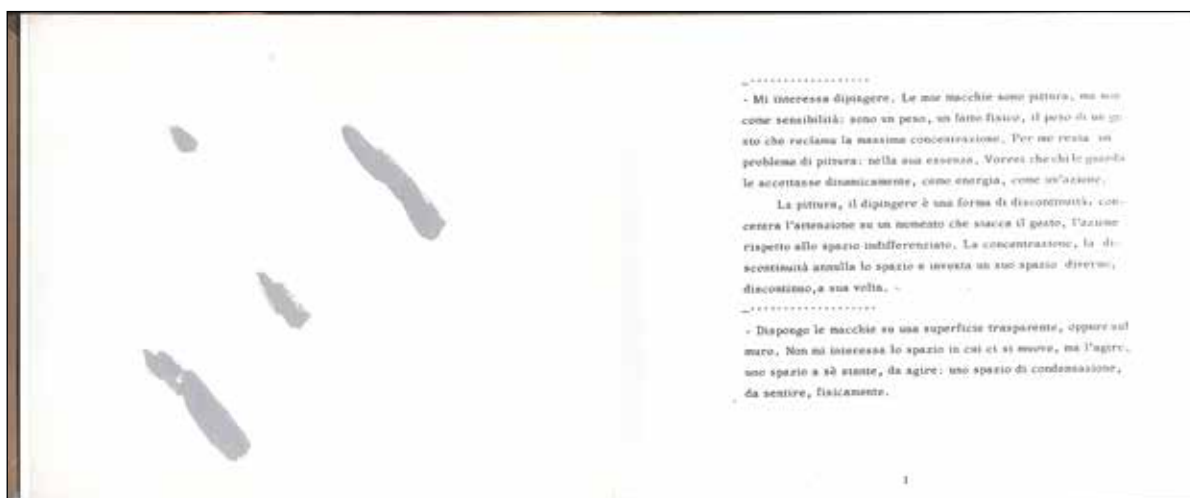 - Mi interessa dipingere. Le mie macchie sono pittura, ma non
come sensibilità: sono un peso, un fatto fisico, il peso di un ge-
sto che reclama la massima concentrazione. Per me resta un
problema di pittura: nella sua essenza. Vorrei che chi le guarda
le accettasse dinamicamente, come energia, come un'azione.
La pittura, il dipingere è una forma di discontinuità, con-
centra l'attenzione su un momento che stacca il gesto, l'azione
rispetto allo spazio indifferenziato. La concentrazione, la di-
scontinuità annulla lo spazio e inventa un suo spazio diverso,
discontinuo, a sua volta. -
- Dispongo le macchie su una superficie trasparente, oppure sul
muro. Non mi interessa lo spazio in cui ci si muove, ma l'agire,
uno spazio a sè stante, da agire: uno spazio di condensazione,
da sentire, fisicamente.
1